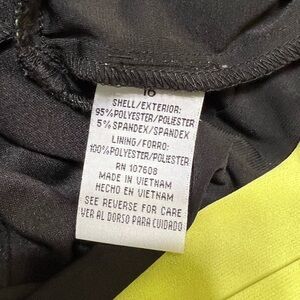 16
SHELL/EXTERIOR:
95%POLYESTER/POLIESTER
5% SPANDEX/SPANDEX
LINING/FORRO:
100%POLYESTER/POLIESTER
RN 107608
MADE IN VIETNAM
HECHO EN VIETNAM
SEE REVERSE FOR CARE
VER AL DORSO PARA CUIDADO